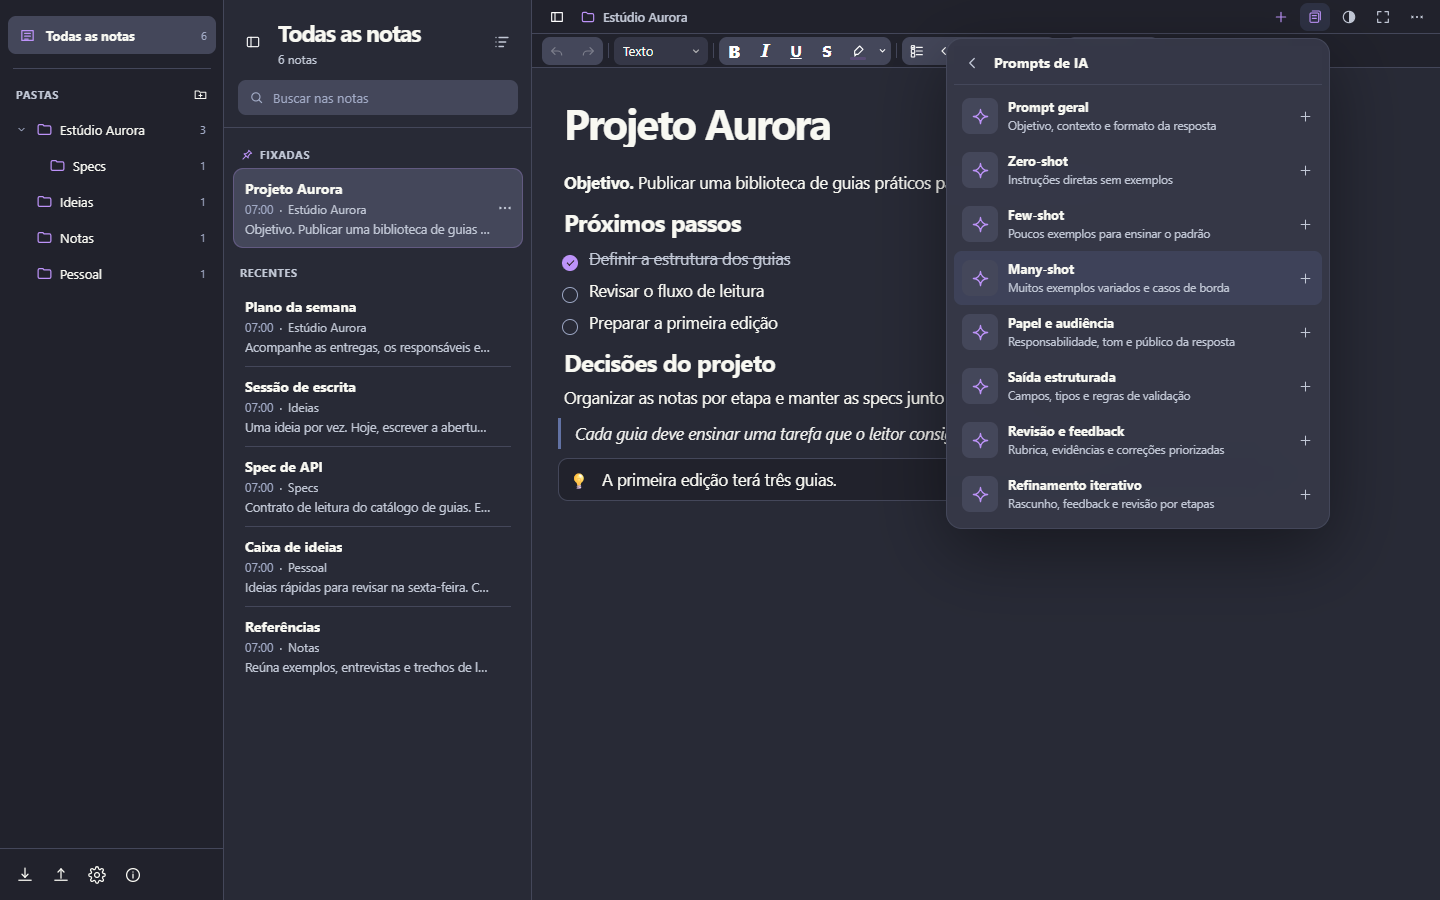 Todas as notas
6
PASTAS
Estúdio Aurora
3
Specs
1
Ideias
1
Notas
1
Pessoal
1
Todas as notas
6 notas
Buscar nas notas
FIXADAS
Projeto Aurora
07:00 · Estúdio Aurora
Objetivo. Publicar uma biblioteca de guias ...
RECENTES
Plano da semana
07:00 · Estúdio Aurora
Acompanhe as entregas, os responsáveis e...
Sessão de escrita
07:00 · Ideias
Uma ideia por vez. Hoje, escrever a abertu...
Spec de API
07:00 · Specs
Contrato de leitura do catálogo de guias. E...
Caixa de ideias
07:00 · Pessoal
Ideias rápidas para revisar na sexta-feira. C...
Referências
07:00 · Notas
Reúna exemplos, entrevistas e trechos de l...
Estúdio Aurora
Texto
B I U S
Projeto Aurora
Objetivo. Publicar uma biblioteca de guias práticos
Próximos passos
Definir a estrutura dos guias
Revisar o fluxo de leitura
Preparar a primeira edição
Decisões do projeto
Organizar as notas por etapa e manter as specs junto
Cada guia deve ensinar uma tarefa que o leitor
A primeira edição terá três guias.
Prompts de IA
Prompt geral
Objetivo, contexto e formato da resposta
Zero-shot
Instruções diretas sem exemplos
Few-shot
Poucos exemplos para ensinar o padrão
Many-shot
Muitos exemplos variados e casos de borda
Papel e audiência
Responsabilidade, tom e público da resposta
Saída estruturada
Campos, tipos e regras de validação
Revisão e feedback
Rubrica, evidências e correções priorizadas
Refinamento iterativo
Rascunho, feedback e revisão por etapas